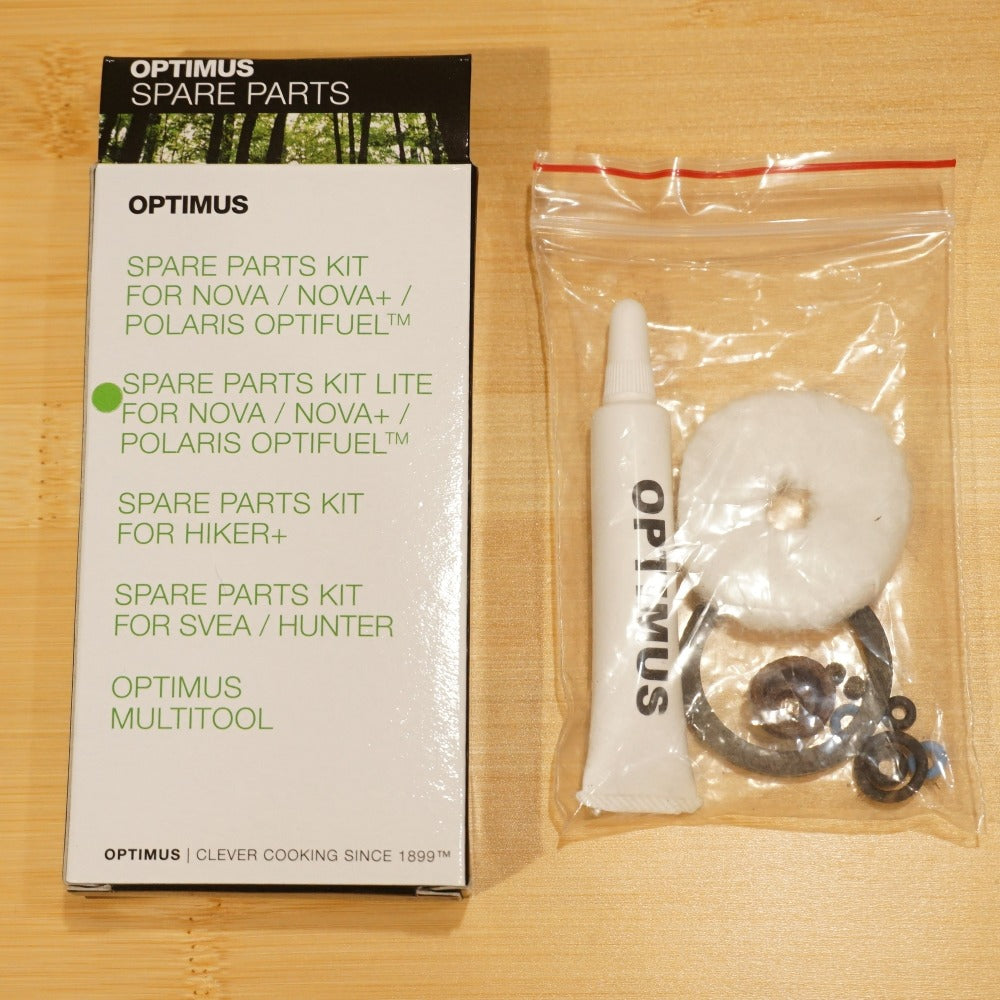 OPTIMUS
SPARE PARTS
OPTIMUS
SPARE PARTS KIT
FOR NOVA / NOVA+ /
POLARIS OPTIFUEL™
SPARE PARTS KIT LITE
FOR NOVA / NOVA+ /
POLARIS OPTIFUEL™
SPARE PARTS KIT
FOR HIKER+
SPARE PARTS KIT
FOR SVEA / HUNTER
OPTIMUS
MULTITOOL
OPTIMUS | CLEVER COOKING SINCE 1899™
OPTIMUS